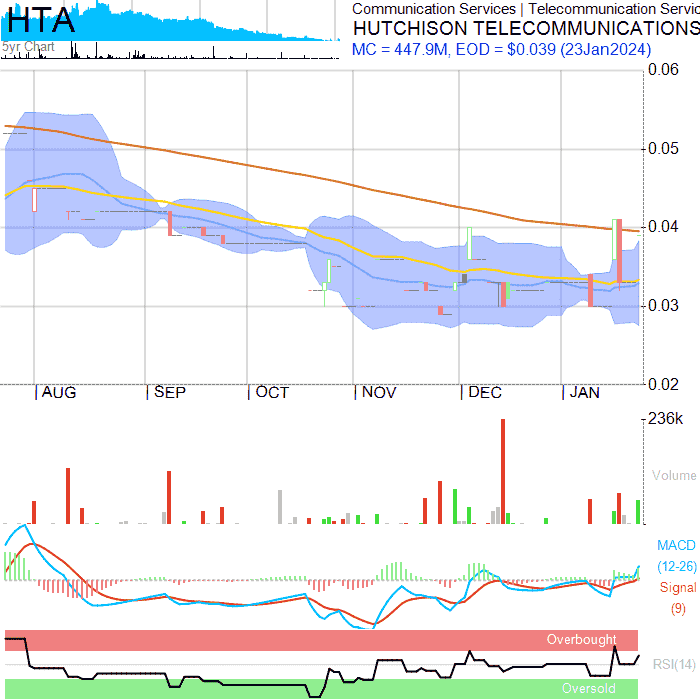 HTA
5yr Chart
Communication Services | Telecommunication Servic
HUTCHISON TELECOMMUNICATIONS
MC = 447.9M, EOD = $0.039 (23Jan2024)
0.06
0.05
0.04
0.03
0.02
| AUG | SEP | OCT | NOV | DEC | JAN
236k
Volume
MACD
(12-26)
Signal
(9)
Overbought
RSI(14)
Oversold